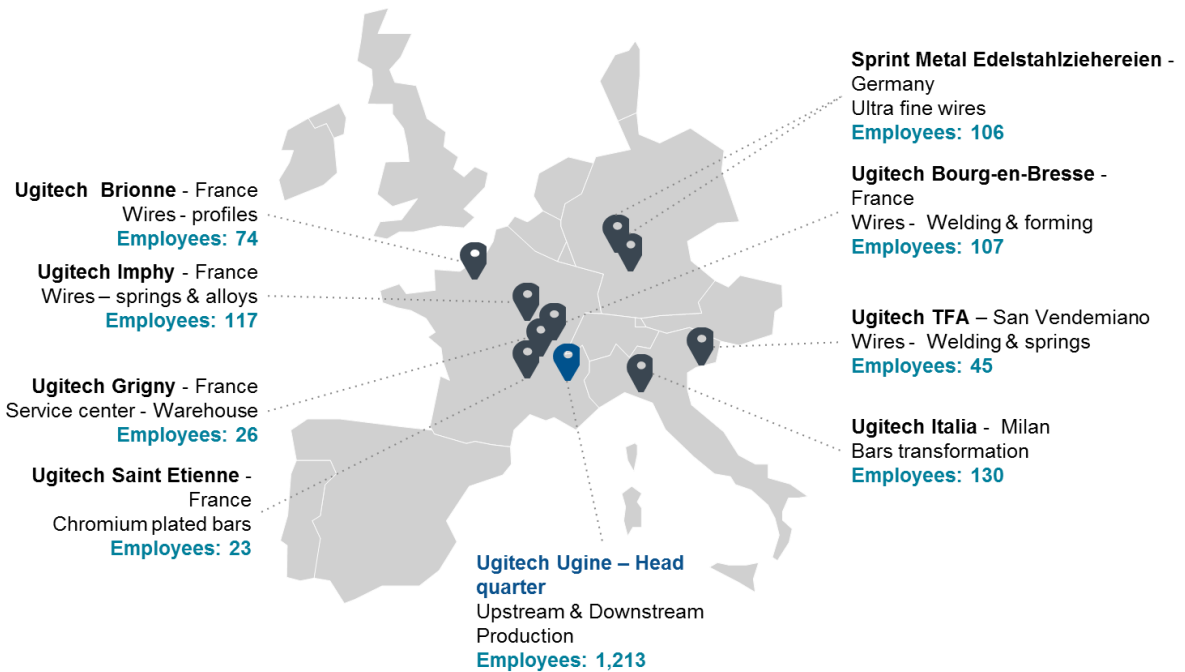 Ugitech Brionne - France
Wires - profiles
Employees: 74
Ugitech Imphy - France
Wires – springs & alloys
Employees: 117
Ugitech Grigny - France
Service center - Warehouse
Employees: 26
Ugitech Saint Etienne -
France
Chromium plated bars
Employees: 23
Ugitech Ugine – Head
quarter
Upstream & Downstream
Production
Employees: 1,213
Sprint Metal Edelstahlziehereien -
Germany
Ultra fine wires
Employees: 106
Ugitech Bourg-en-Bresse -
France
Wires - Welding & forming
Employees: 107
Ugitech TFA – San Vendemiano
Wires - Welding & springs
Employees: 45
Ugitech Italia - Milan
Bars transformation
Employees: 130